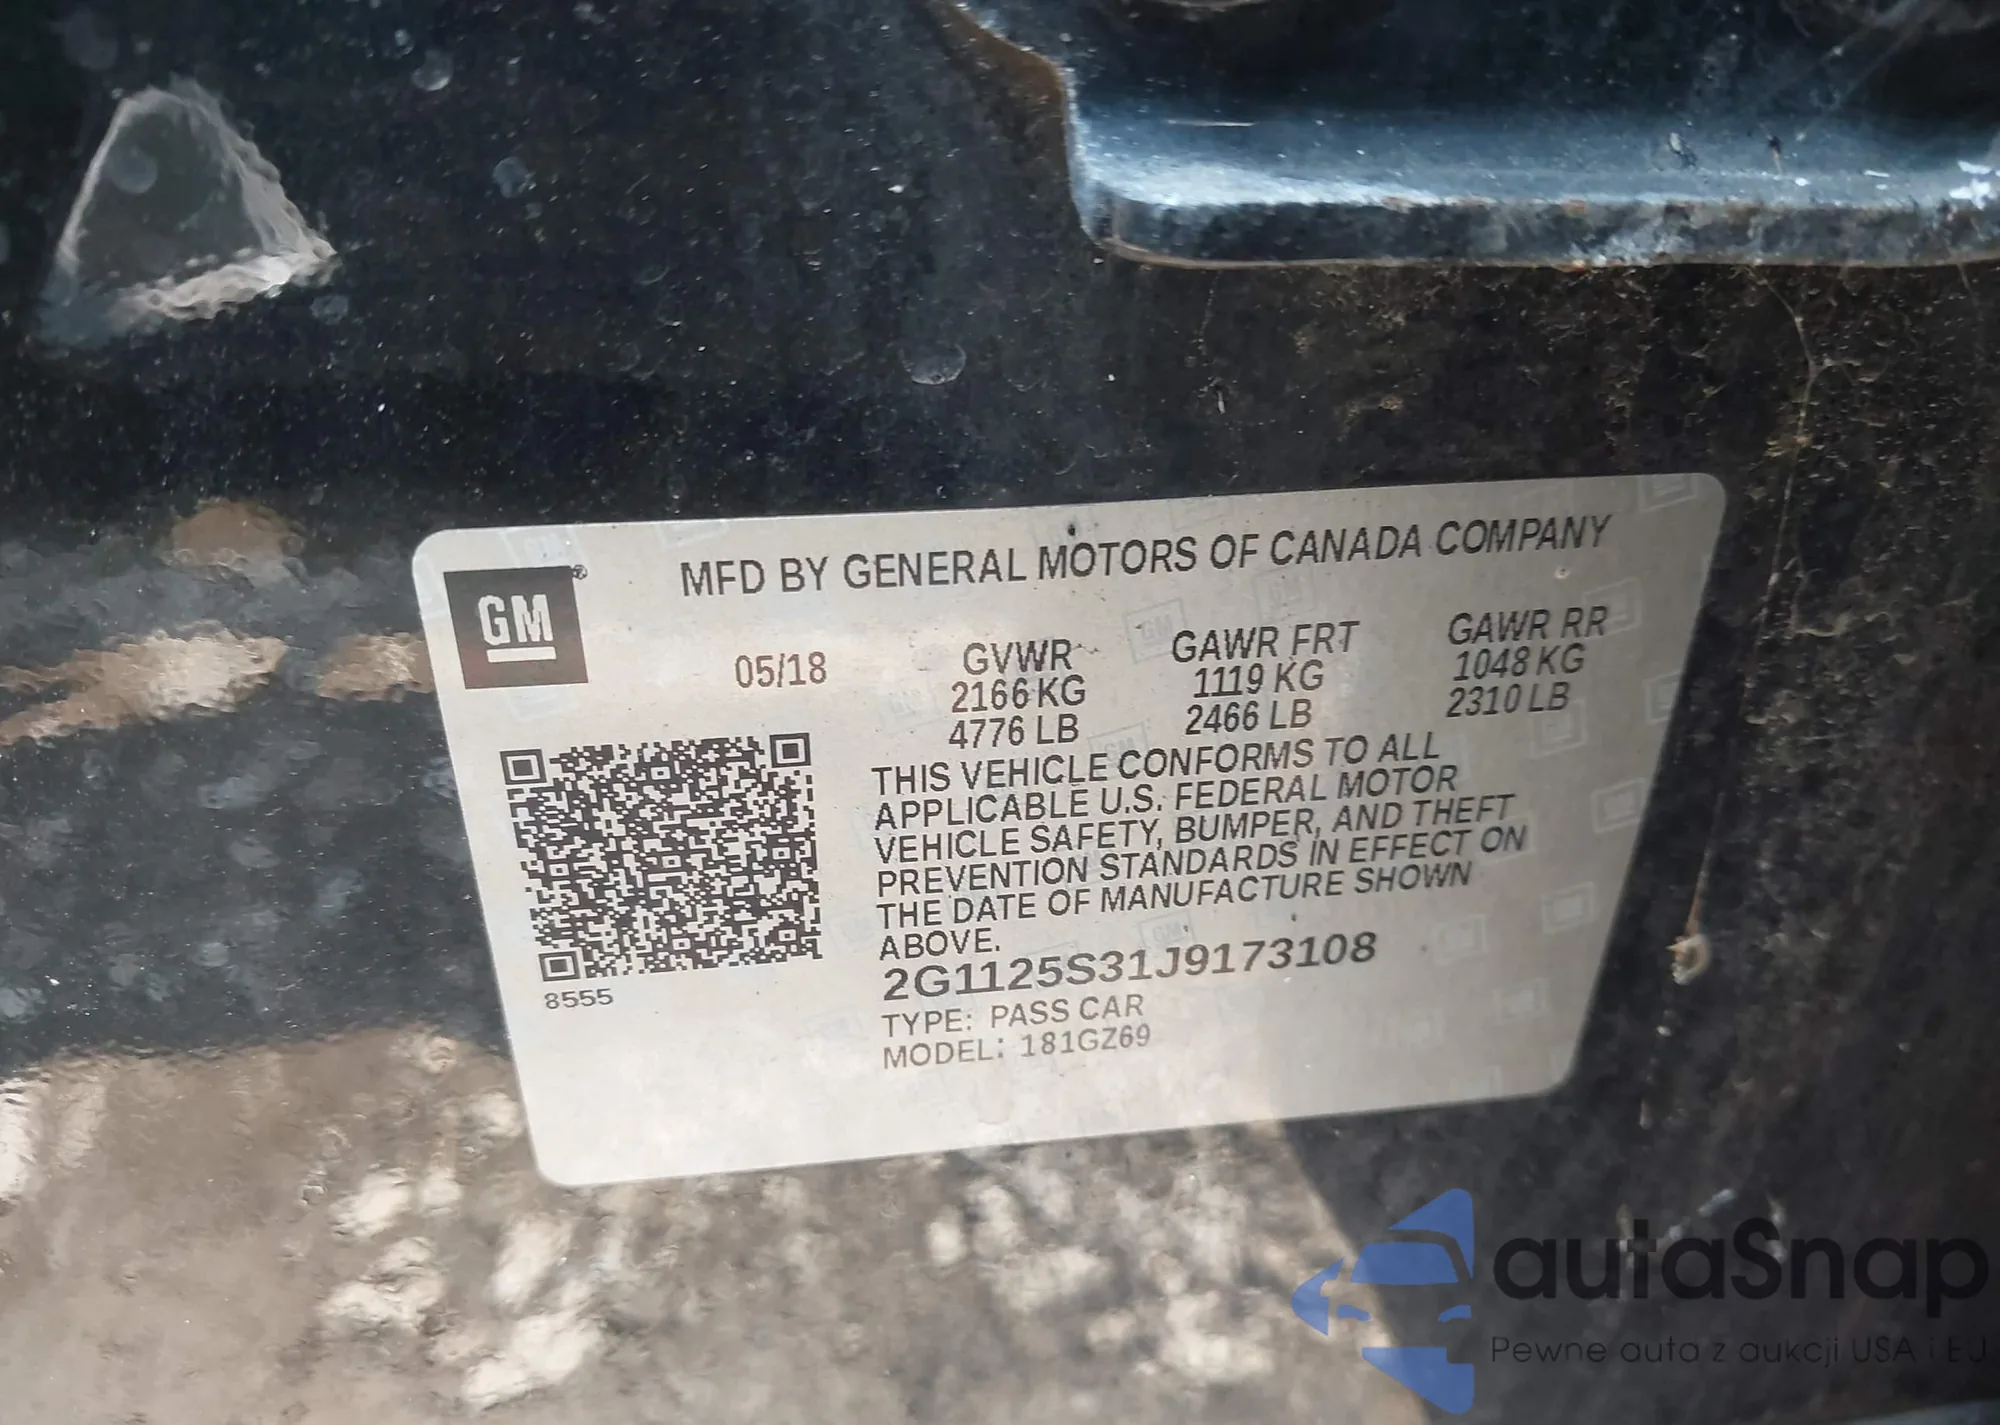 MFD BY GENERAL MOTORS OF CANADA COMPANY
GM®
05/18
GVWR GAWR FRT GAWR RR
2166 KG 1119 KG 1048 KG
4776 LB 2466 LB 2310 LB
THIS VEHICLE CONFORMS TO ALL
APPLICABLE U.S. FEDERAL MOTOR
VEHICLE SAFETY, BUMPER, AND THEFT
PREVENTION STANDARDS IN EFFECT ON
THE DATE OF MANUFACTURE SHOWN
ABOVE.
2G1125S31J9173108
TYPE: PASS CAR
MODEL: 181GZ69
8555
autaSnap
Pewne auta z aukcji USA i EU